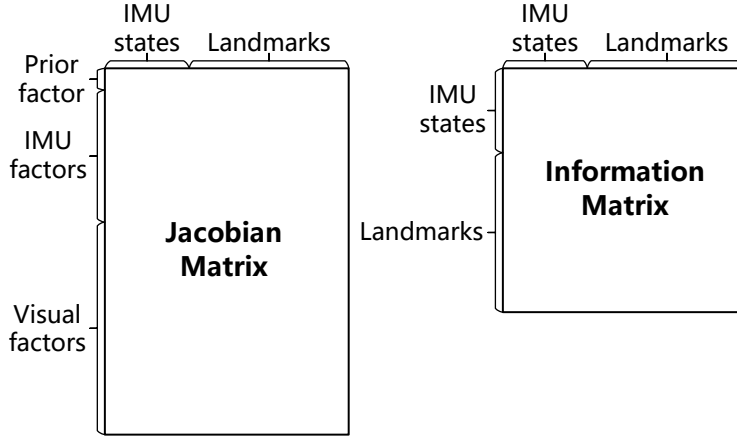 IMU
states
Landmarks
Prior
factor
IMU
factors
Visual
factors
Jacobian
Matrix
IMU
states
Landmarks
IMU
states
Landmarks
Information
Matrix